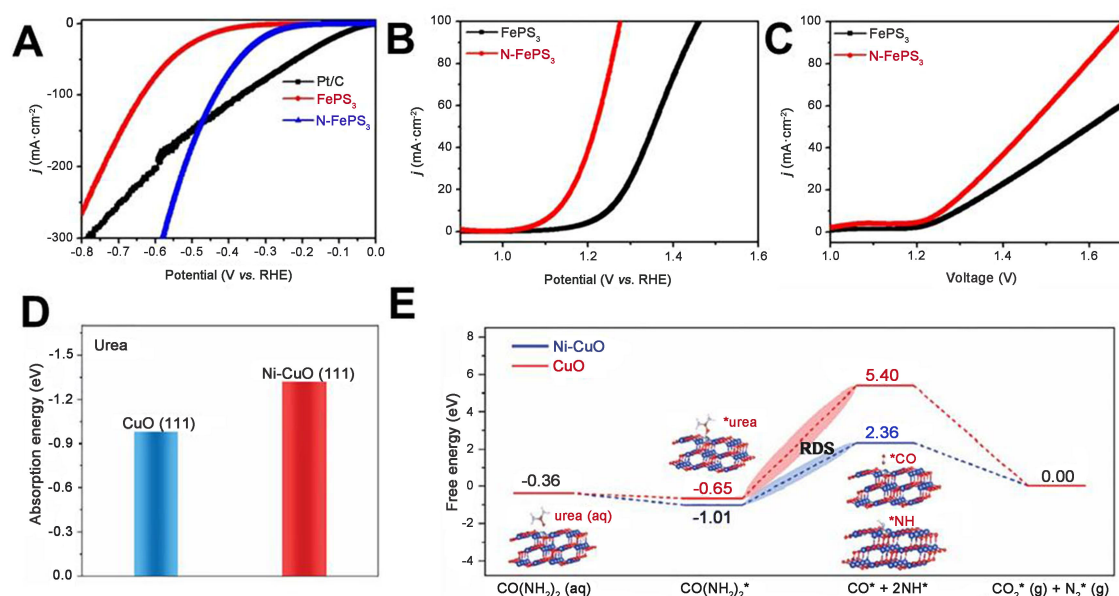 A
0
-100
-200
-300
j (mA·cm⁻²)
-0.8 -0.7 -0.6 -0.5 -0.4 -0.3 -0.2 -0.1 0.0
Potential (V vs. RHE)
Pt/C
FePS₃
N-FePS₃
B
100
80
60
40
20
0
j (mA·cm⁻²)
1.0 1.2 1.4 1.6
Potential (V vs. RHE)
FePS₃
N-FePS₃
C
100
80
60
40
20
0
j (mA·cm⁻²)
1.0 1.2 1.4 1.6
Voltage (V)
FePS₃
N-FePS₃
D
Absorption energy (eV)
-1.5
-1.2
-0.9
-0.6
-0.3
0.0
Urea
CuO (111)
Ni-CuO (111)
E
Free energy (eV)
8
6
4
2
0
-2
-4
Ni-CuO
CuO
5.40
*urea
2.36
RDS
*CO
-0.36
-0.65
0.00
-1.01
urea (aq)
*NH
CO(NH₂)₂ (aq) CO(NH₂)₂* CO* + 2NH* CO₂* (g) + N₂* (g)